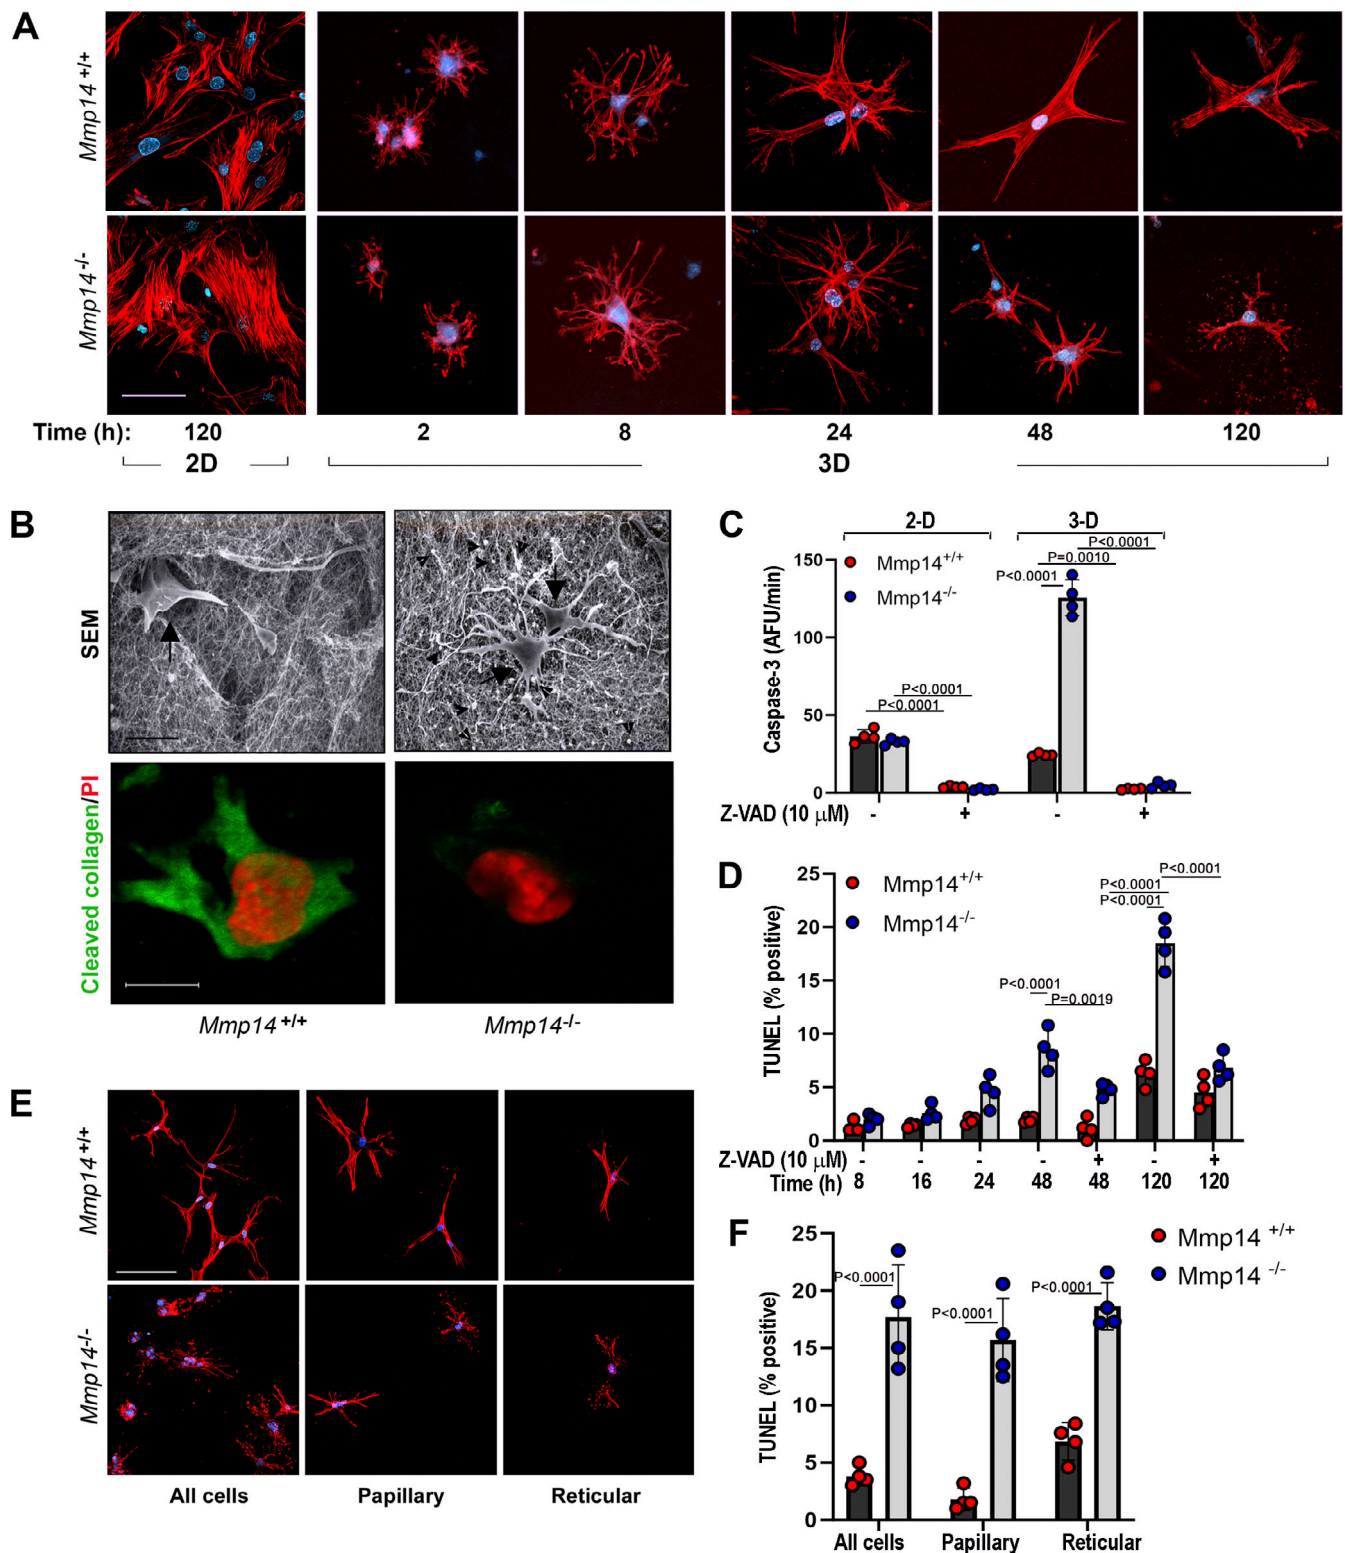 A
Mmp14 +/+
Mmp14 -/-
Time (h): 120 2 8 24 48 120
2D 3D
B
SEM
Cleaved collagen/PI
Mmp14 +/+ Mmp14 -/-
C
2-D 3-D
Mmp14 +/+
Mmp14 -/-
P<0.0001
P=0.0010
P<0.0001
P<0.0001
P<0.0001
Caspase-3 (AFU/min)
150
100
50
0
Z-VAD (10 μM) - + - +
D
Mmp14 +/+
Mmp14 -/-
P<0.0001
P<0.0001
P<0.0001
P<0.0001
P=0.0019
TUNEL (% positive)
25
20
15
10
5
0
Z-VAD (10 μM) - - - - + - +
Time (h) 8 16 24 48 48 120 120
E
Mmp14 +/+
Mmp14 -/-
All cells Papillary Reticular
F
Mmp14 +/+
Mmp14 -/-
P<0.0001
P<0.0001
P<0.0001
TUNEL (% positive)
25
20
15
10
5
0
All cells Papillary Reticular